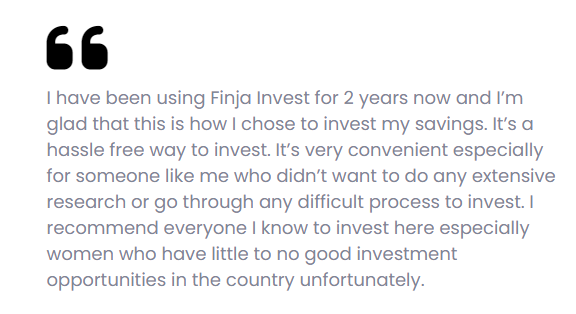 “
I have been using Finja Invest for 2 years now and I’m
glad that this is how I chose to invest my savings. It’s a
hassle free way to invest. It’s very convenient especially
for someone like me who didn’t want to do any extensive
research or go through any difficult process to invest. I
recommend everyone I know to invest here especially
women who have little to no good investment
opportunities in the country unfortunately.